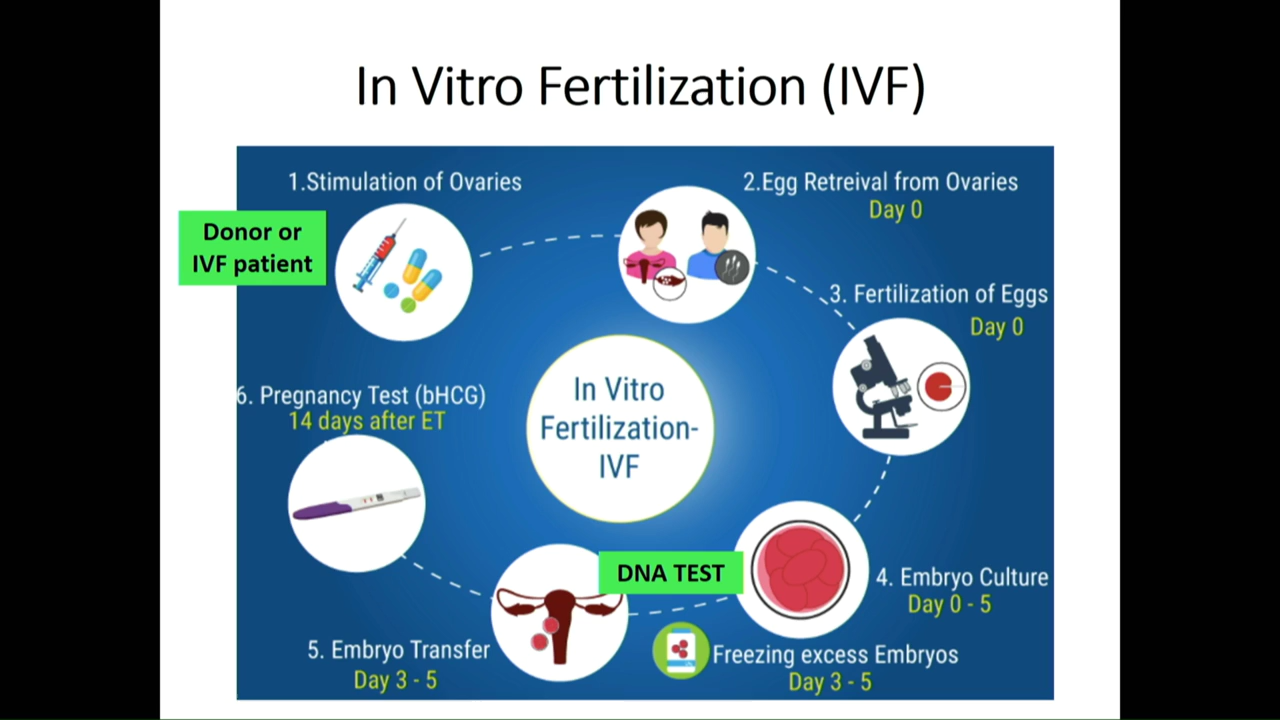 In Vitro Fertilization (IVF)
1.Stimulation of Ovaries
Donor or
IVF patient
2.Egg Retreival from Ovaries
Day 0
3. Fertilization of Eggs
Day 0
In Vitro
Fertilization-
IVF
4. Embryo Culture
Day 0 - 5
DNA TEST
Freezing excess Embryos
Day 3 - 5
5. Embryo Transfer
Day 3 - 5
6. Pregnancy Test (bHCG)
14 days after ET